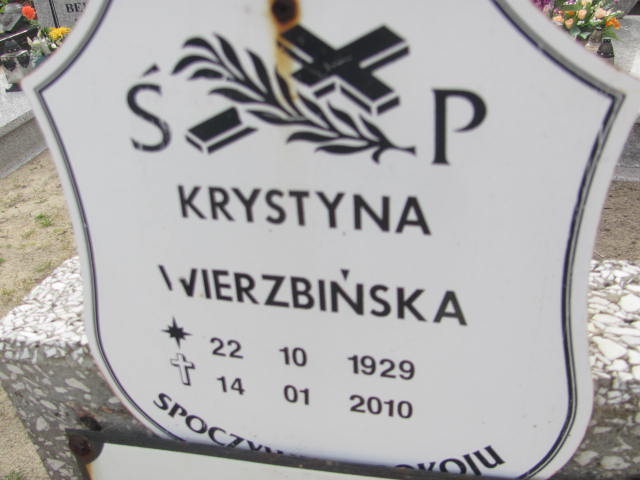 Ś P
KRYSTYNA
WIERZBIŃSKA
22 10 1929
14 01 2010